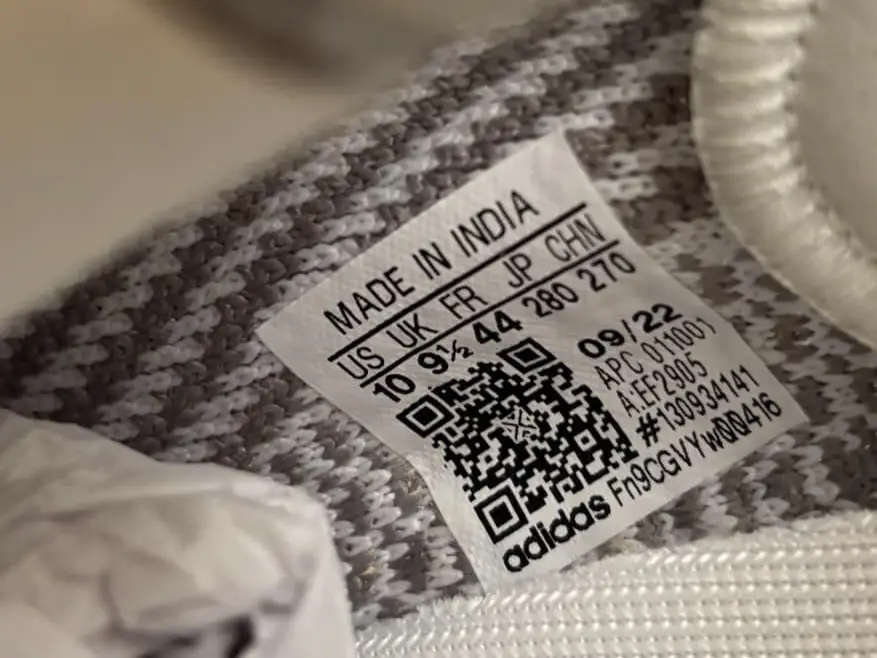 MADE IN INDIA
US UK FR JP CHN
10 9½ 44 280 270
09/22
APC 011001
A:EF2905
#130934141
adidas Fn9CGVYwQQ416